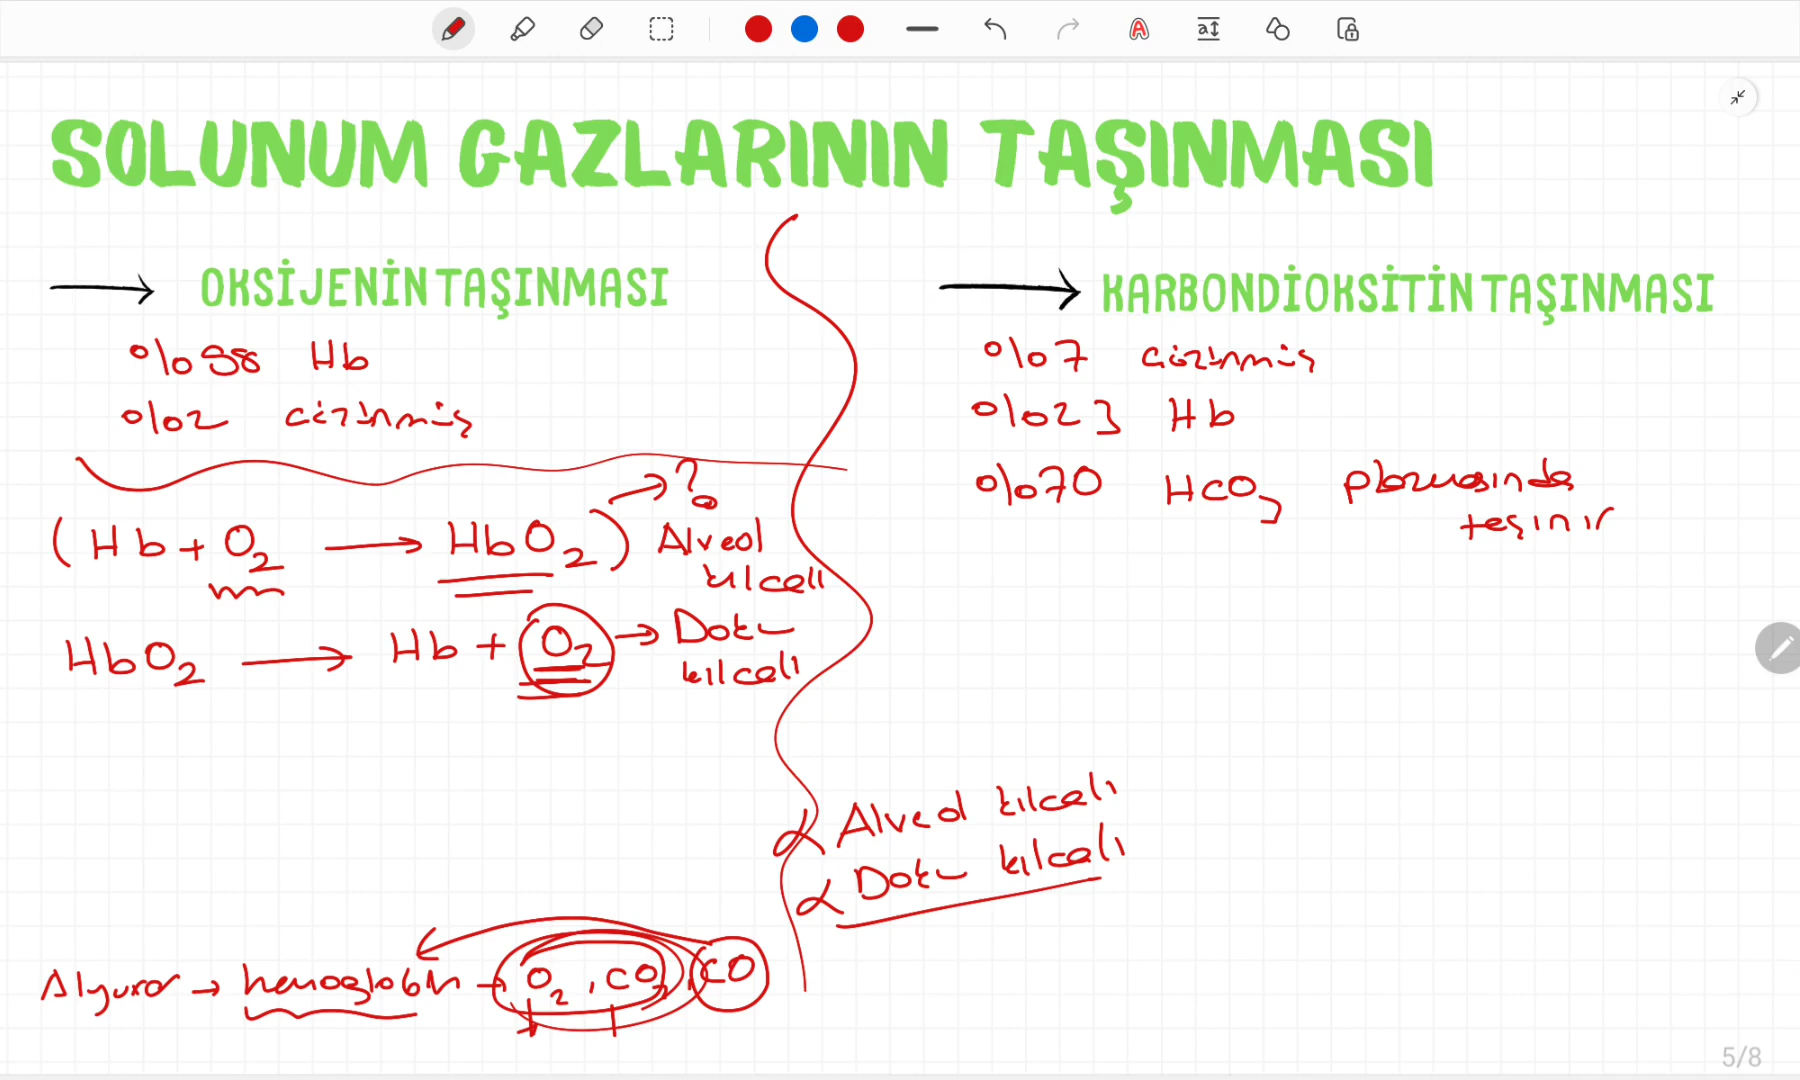 SOLUNUM GAZLARININ TAŞINMASI
→ OKSİJENİN TAŞINMASI
%98 Hb
%02 çözünmüş
(Hb + O2 → HbO2) → ?
Alveol
kılcalı
HbO2 → Hb + O2 → Doku
kılcalı
→ KARBONDİOKSİTİN TAŞINMASI
%7 çözünmüş
%23 Hb
%70 HCO3 plazmasında
taşınır
Alveol kılcalı
Doku kılcalı
Alyuvar → hemoglobin → O2, CO2, CO
5/8